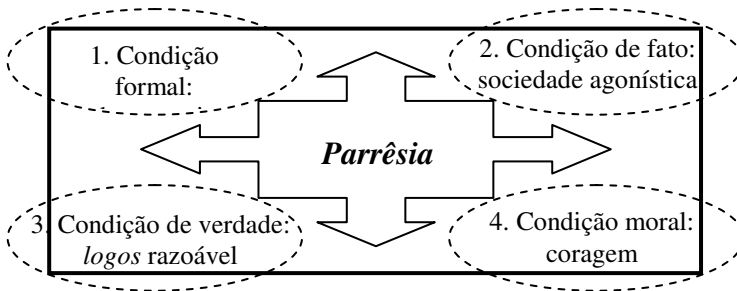 1. Condição
formal:
2. Condição de fato:
sociedade agonística
Parrêsia
3. Condição de verdade:
logos razoável
4. Condição moral:
coragem